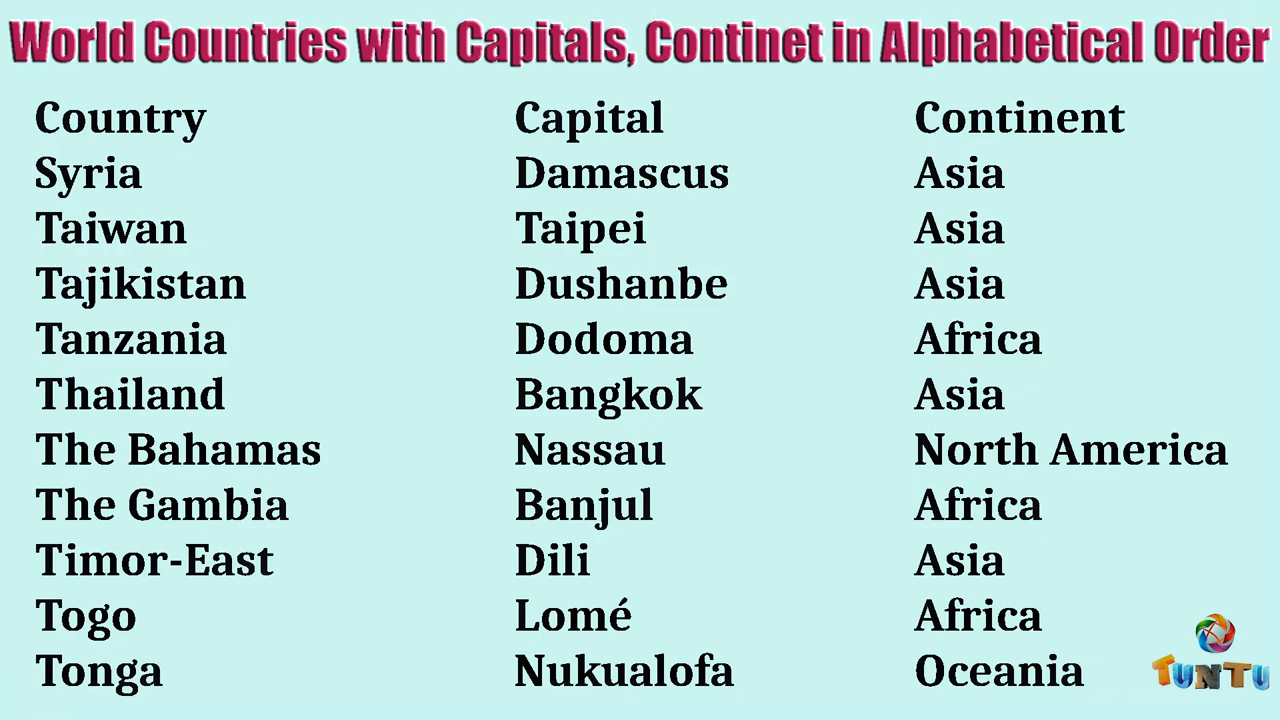 World Countries with Capitals, Continet in Alphabetical Order
Country Capital Continent
Syria Damascus Asia
Taiwan Taipei Asia
Tajikistan Dushanbe Asia
Tanzania Dodoma Africa
Thailand Bangkok Asia
The Bahamas Nassau North America
The Gambia Banjul Africa
Timor-East Dili Asia
Togo Lomé Africa
Tonga Nukualofa Oceania
TUNTU